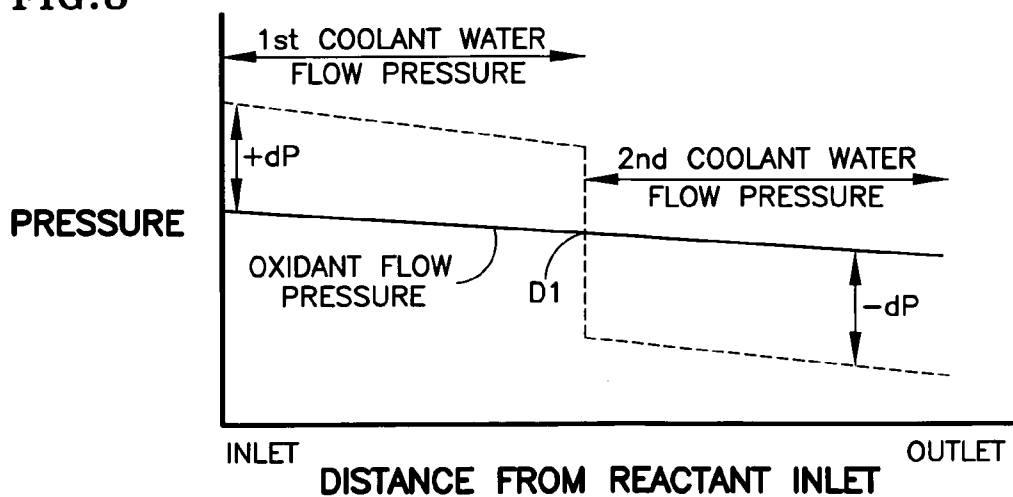 1st COOLANT WATER
FLOW PRESSURE
+dP
2nd COOLANT WATER
FLOW PRESSURE
PRESSURE
OXIDANT FLOW
PRESSURE
D1
-dP
INLET
OUTLET
DISTANCE FROM REACTANT INLET